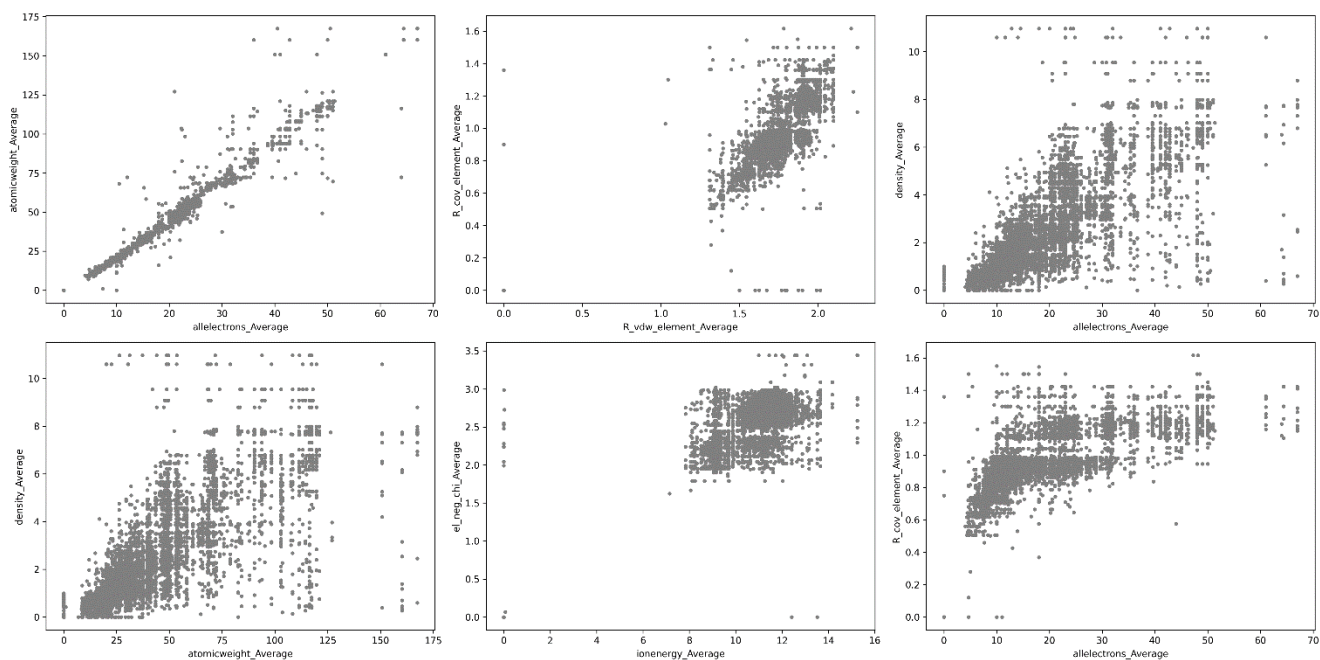 175
150
125
100
75
50
25
0
atomicweight_Average
0 10 20 30 40 50 60 70
allelectrons_Average
1.6
1.4
1.2
1.0
0.8
0.6
0.4
0.2
0.0
R_cov_element_Average
0.0 0.5 1.0 1.5 2.0
R_vdw_element_Average
10
8
6
4
2
0
density_Average
0 10 20 30 40 50 60 70
allelectrons_Average
10
8
6
4
2
0
density_Average
0 25 50 75 100 125 150 175
atomicweight_Average
3.5
3.0
2.5
2.0
1.5
1.0
0.5
0.0
el_neg_chi_Average
0 2 4 6 8 10 12 14 16
ionenergy_Average
1.6
1.4
1.2
1.0
0.8
0.6
0.4
0.2
0.0
R_cov_element_Average
0 10 20 30 40 50 60 70
allelectrons_Average